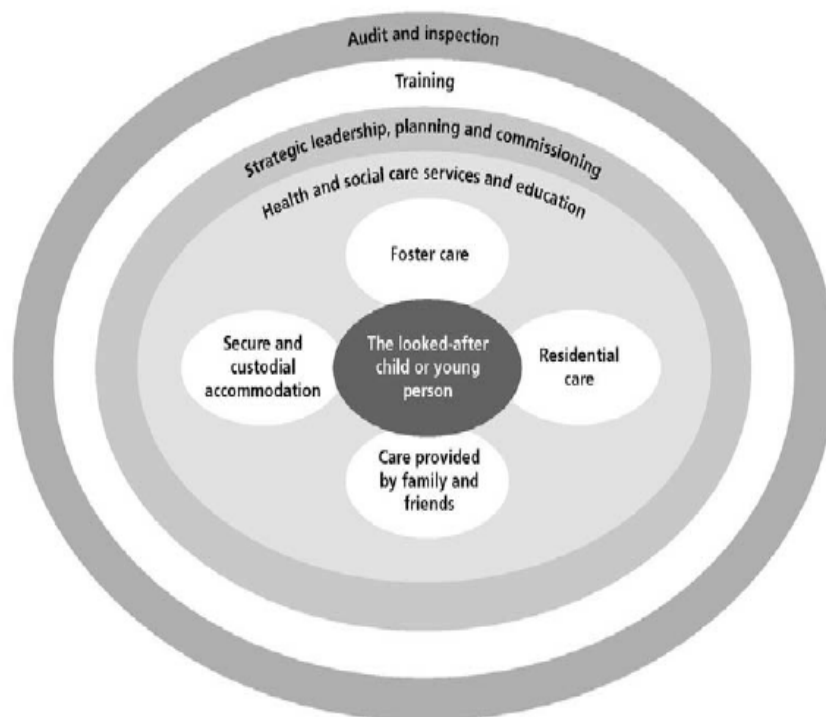 Audit and inspection
Training
Strategic leadership, planning and commissioning
Health and social care services and education
Foster care
Secure and
custodial
accommodation
The looked-after
child or young
person
Residential
care
Care provided
by family and
friends